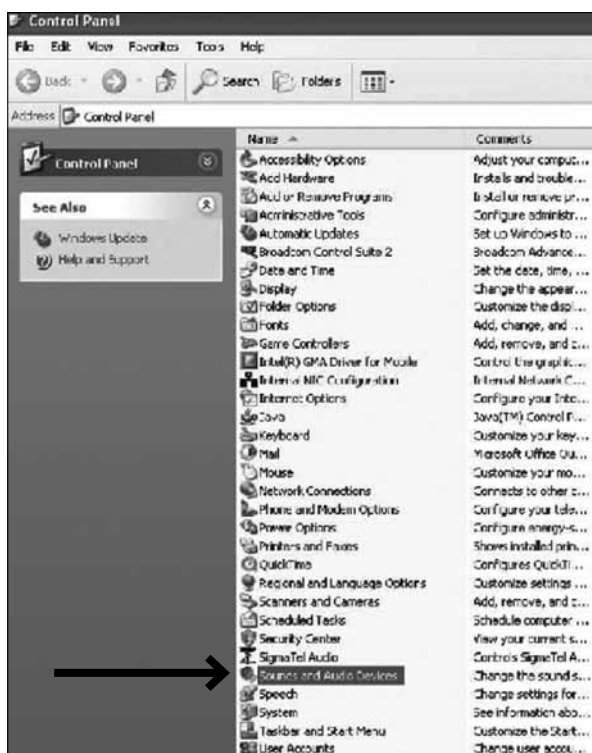 Control Panel
File Edit View Favorites Tools Help
Back Search Folders
Address Control Panel
Name Comments
Control Panel
See Also
Windows Update
Help and Support
Accessibility Options Adjust your comput...
Add Hardware Installs and trouble...
Add or Remove Programs Install or remove pr...
Administrative Tools Configure administr...
Automatic Updates Set up Windows to ...
Broadcom Control Suite 2 Broadcom Advance...
Date and Time Set the date, time, ...
Display Change the appear...
Folder Options Customize the displ...
Fonts Add, change, and ...
Game Controllers Add, remove, and c...
Intel(R) GMA Driver for Mobile Control the graphic...
Internal NIC Configuration Internal Network C...
Internet Options Configure your Inte...
Java Java(TM) Control P...
Keyboard Customize your key...
Mail Microsoft Office Ou...
Mouse Customize your mo...
Network Connections Connects to other c...
Phone and Modem Options Configure your tele...
Power Options Configure energy-s...
Printers and Faxes Shows installed prin...
QuickTime Configures QuickTi...
Regional and Language Options Customize settings ...
Scanners and Cameras Add, remove, and c...
Scheduled Tasks Schedule computer ...
Security Center View your current s...
SigmaTel Audio Controls SigmaTel A...
Sounds and Audio Devices Change the sound s...
Speech Change settings for...
System See information abo...
Taskbar and Start Menu Customize the Start...
User Accounts Change user accou...